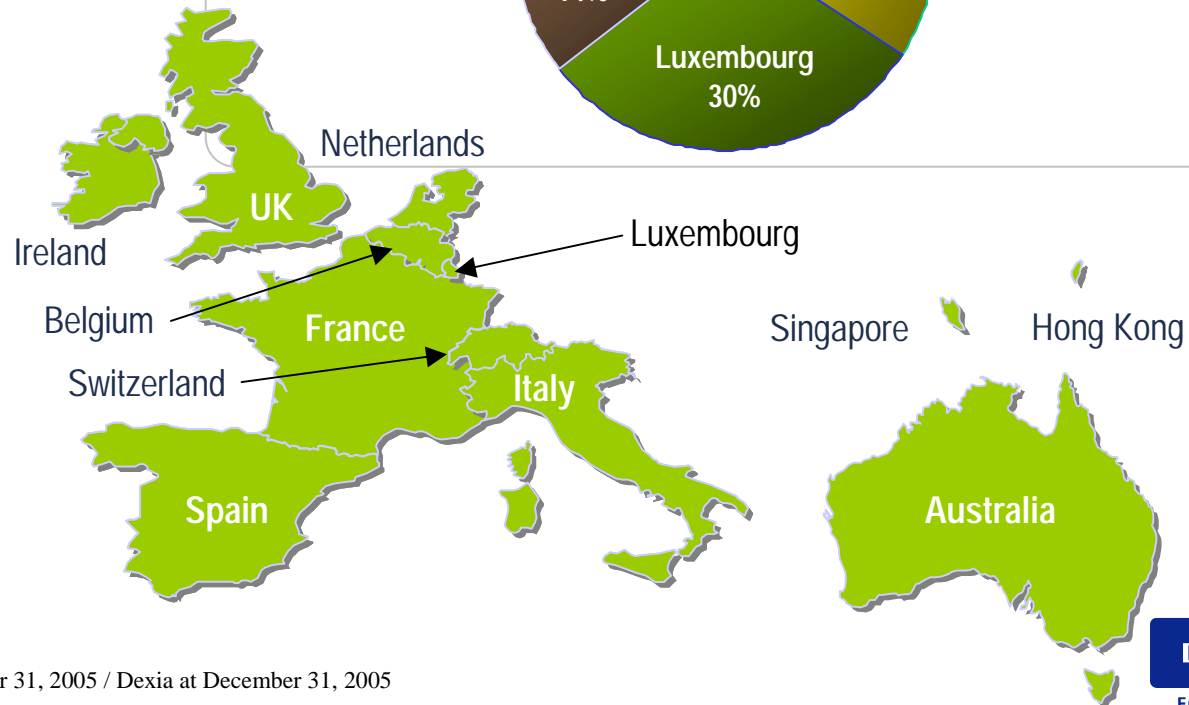 Luxembourg
30%
Netherlands
UK
Luxembourg
Ireland
Belgium
France
Singapore
Hong Kong
Switzerland
Italy
Spain
Australia
r 31, 2005 / Dexia at December 31, 2005